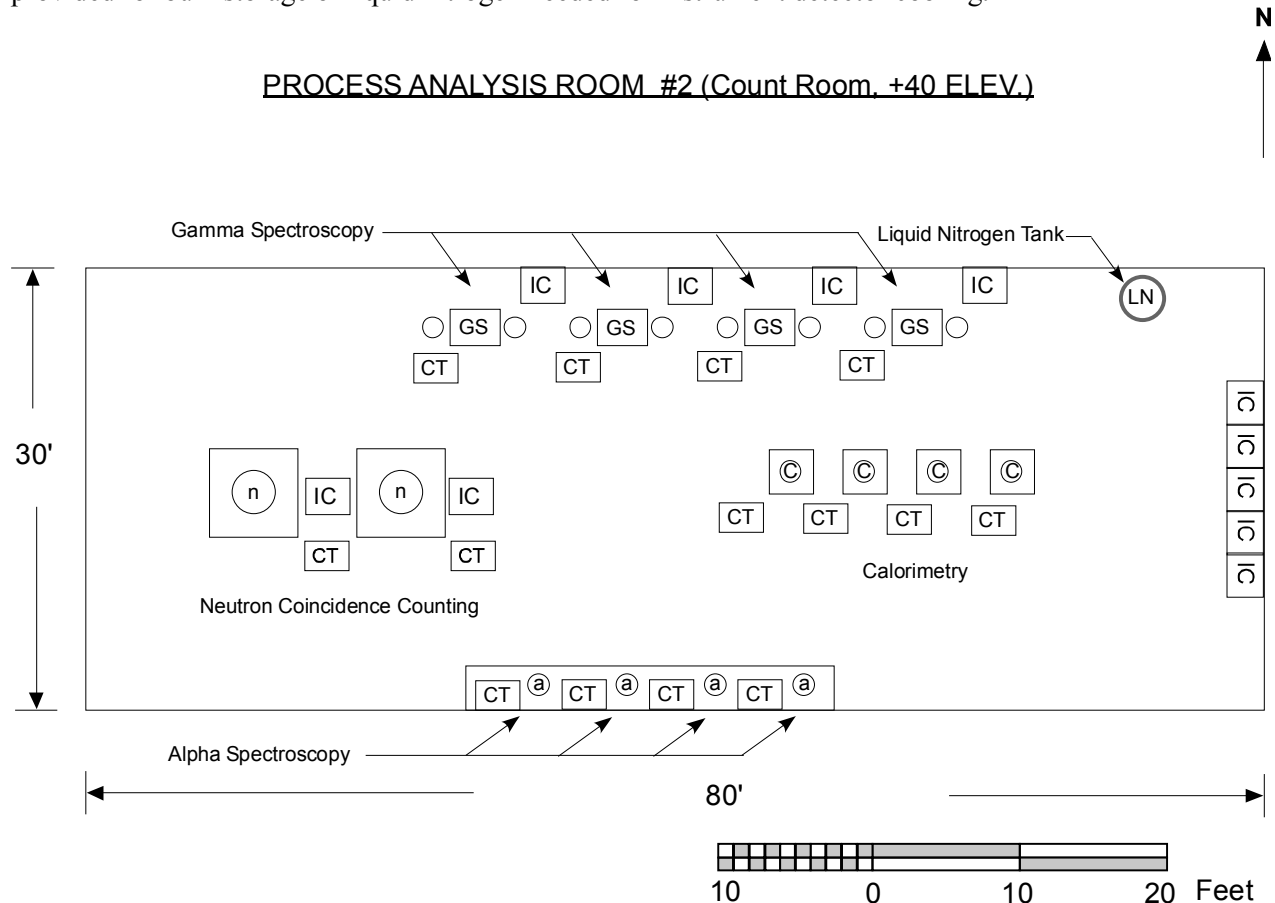 N
PROCESS ANALYSIS ROOM #2 (Count Room, +40 ELEV.)
Gamma Spectroscopy
Liquid Nitrogen Tank
IC IC IC IC
LN
GS GS GS GS
CT CT CT CT
IC
IC
IC
IC
IC
30'
n IC n IC
C C C C
CT CT CT CT
CT CT
Calorimetry
Neutron Coincidence Counting
CT a CT a CT a CT a
Alpha Spectroscopy
80'
10 0 10 20 Feet